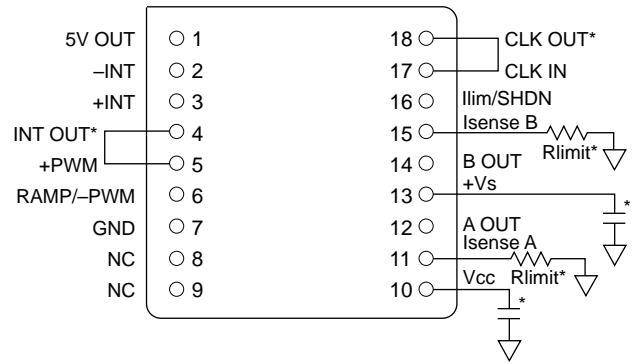 5V OUT 1
–INT 2
+INT 3
INT OUT* 4
+PWM 5
RAMP/–PWM 6
GND 7
NC 8
NC 9
18 CLK OUT*
17 CLK IN
16 Ilim/SHDN
15 Isense B
Rlimit*
14 B OUT
13 +Vs
*
12 A OUT
11 Isense A
Rlimit*
10 Vcc
*